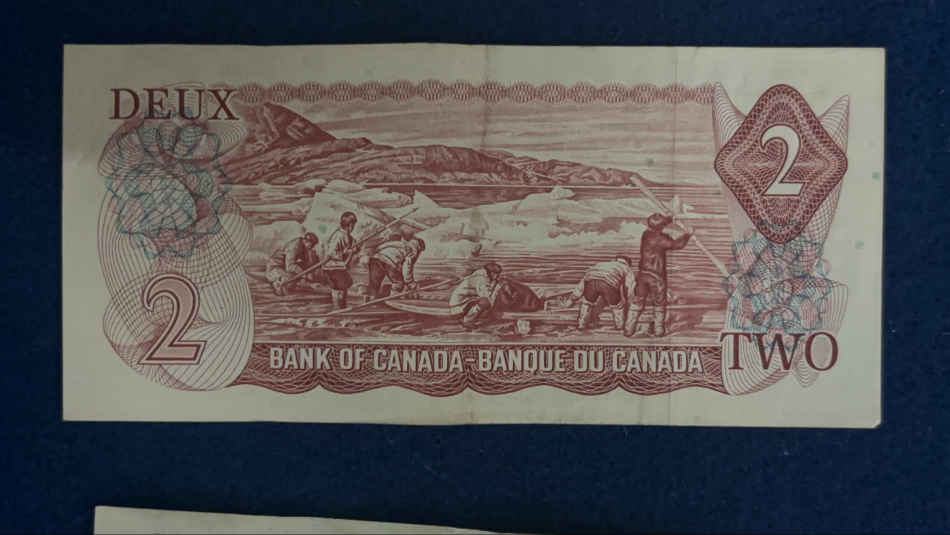 DEUX
2
2
BANK OF CANADA-BANQUE DU CANADA
TWO